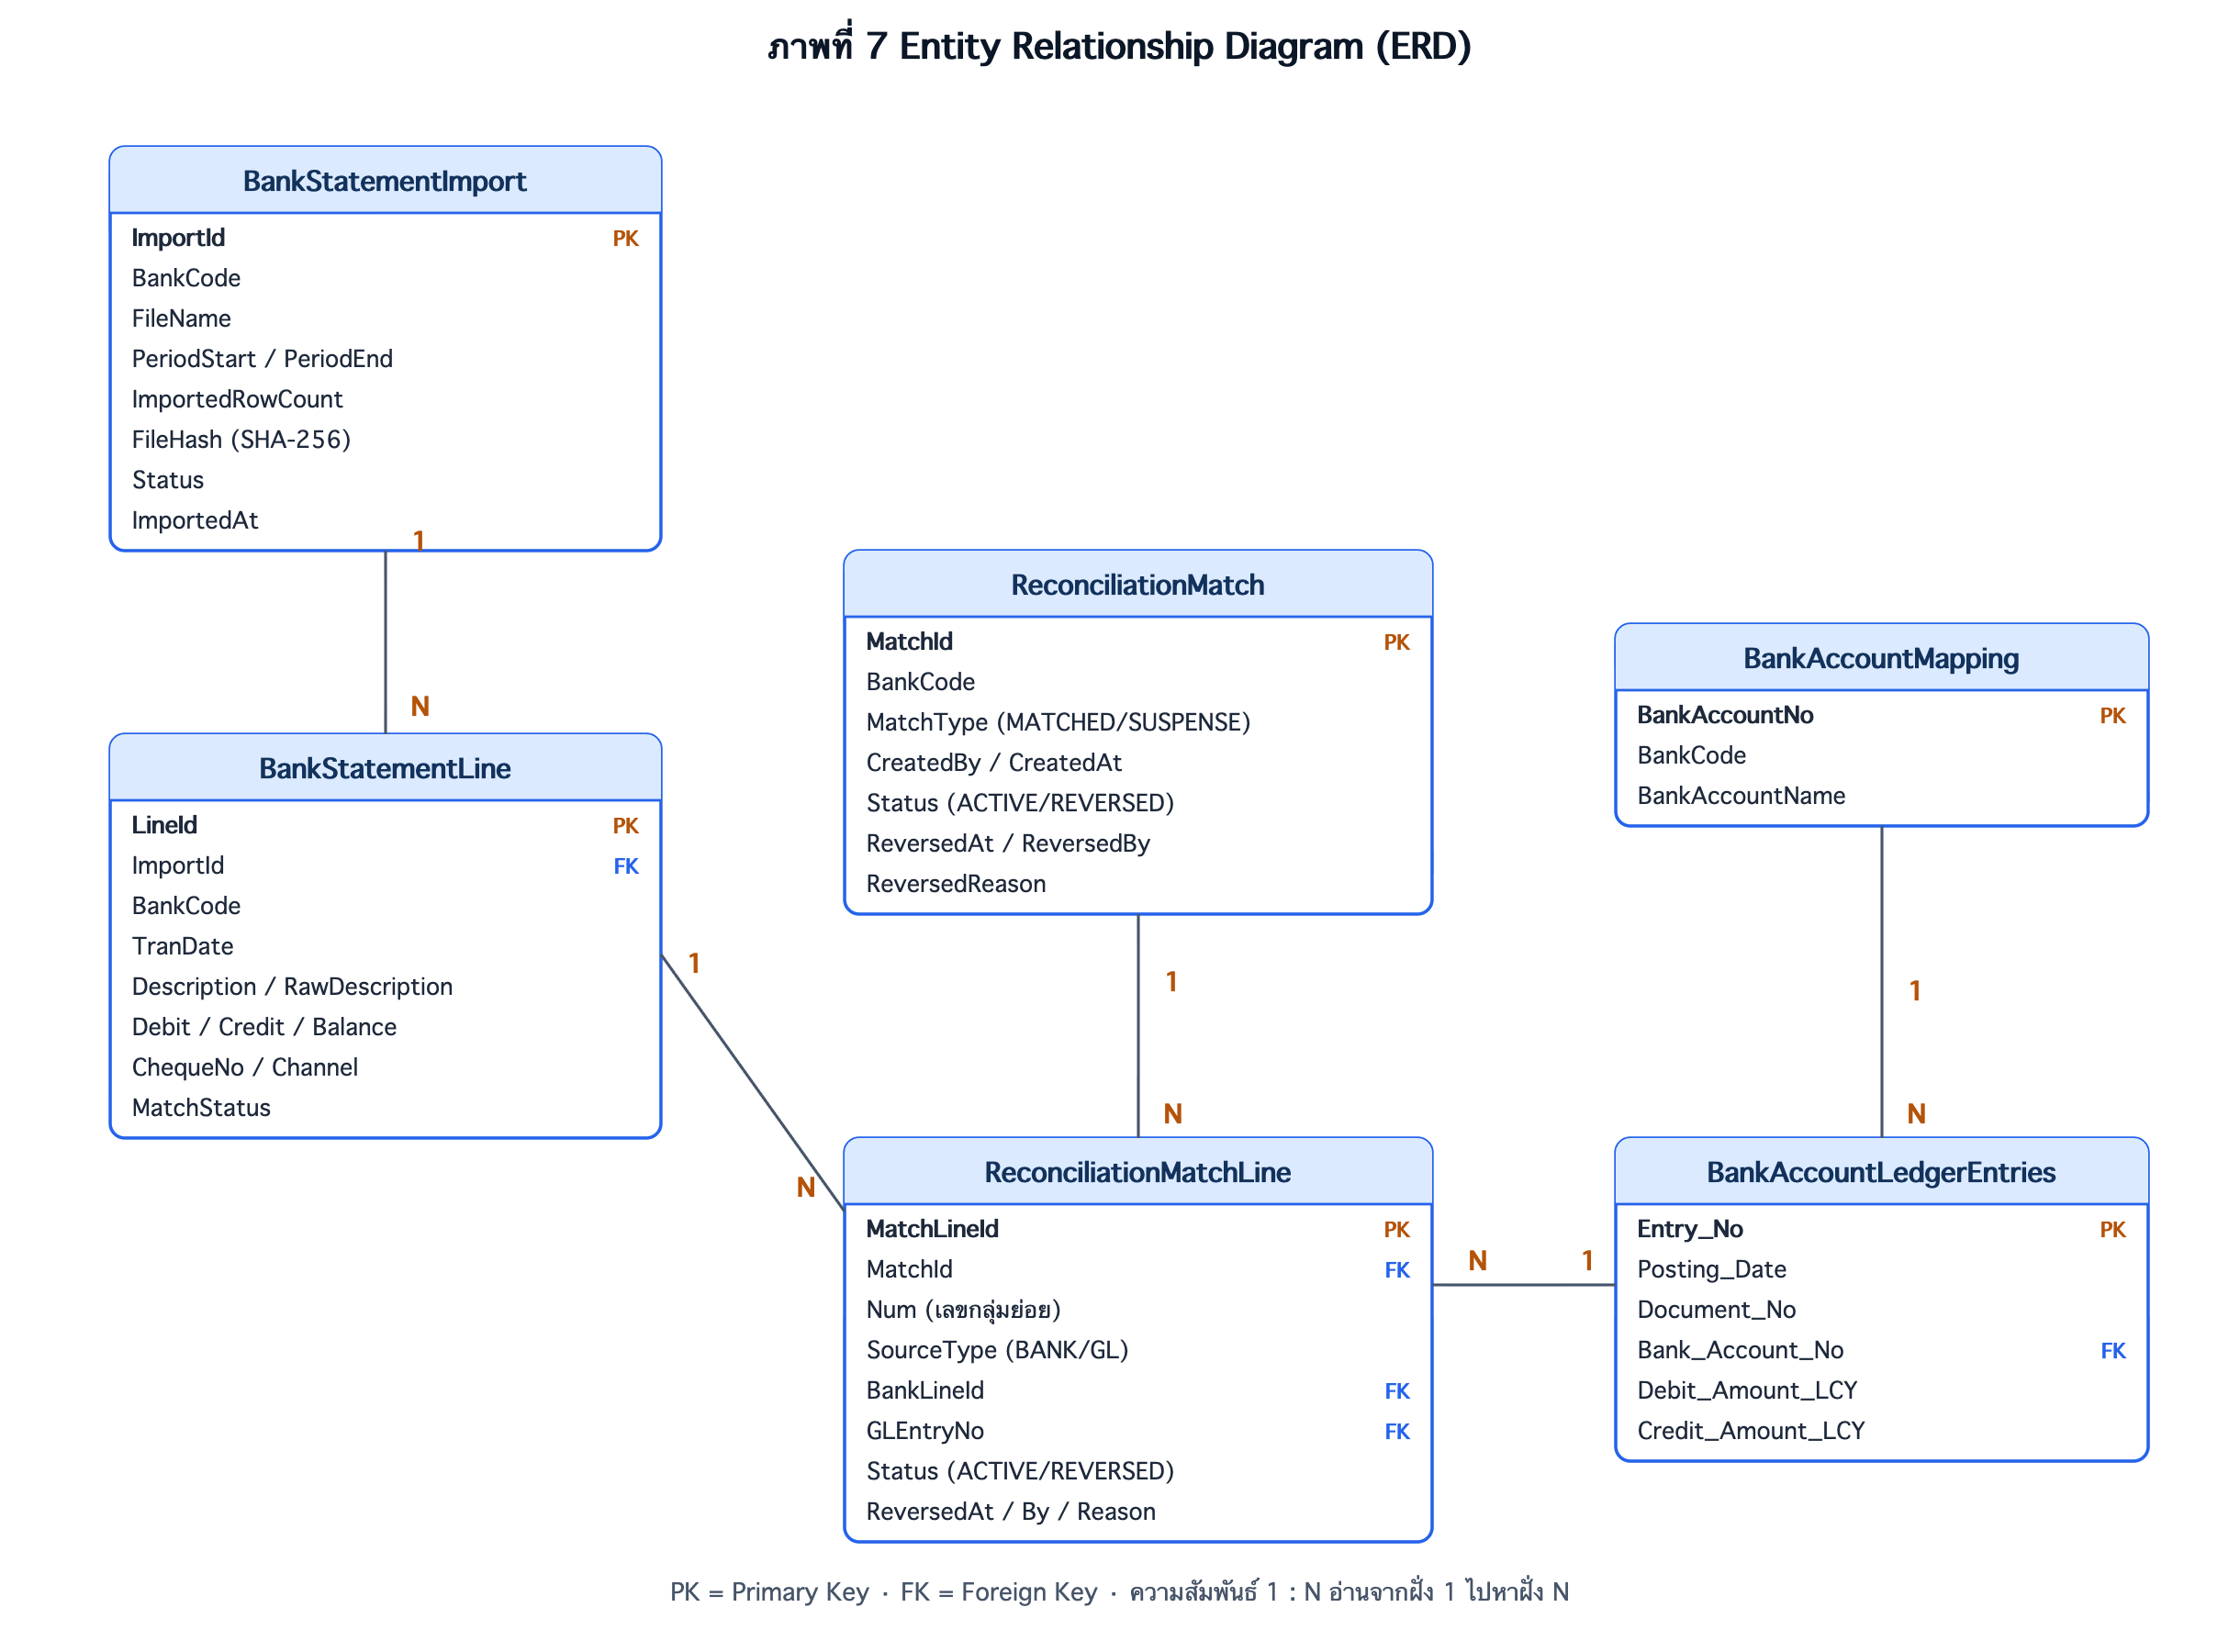 ภาพที่ 7 Entity Relationship Diagram (ERD)
BankStatementImport
ImportId PK
BankCode
FileName
PeriodStart / PeriodEnd
ImportedRowCount
FileHash (SHA-256)
Status
ImportedAt
1
N
BankStatementLine
LineId PK
ImportId FK
BankCode
TranDate
Description / RawDescription
Debit / Credit / Balance
ChequeNo / Channel
MatchStatus
1
N
ReconciliationMatch
MatchId PK
BankCode
MatchType (MATCHED/SUSPENSE)
CreatedBy / CreatedAt
Status (ACTIVE/REVERSED)
ReversedAt / ReversedBy
ReversedReason
1
N
ReconciliationMatchLine
MatchLineId PK
MatchId FK
Num (เลขกลุ่มย่อย)
SourceType (BANK/GL)
BankLineId FK
GLEntryNo FK
Status (ACTIVE/REVERSED)
ReversedAt / By / Reason
N 1
BankAccountMapping
BankAccountNo PK
BankCode
BankAccountName
1
N
BankAccountLedgerEntries
Entry_No PK
Posting_Date
Document_No
Bank_Account_No FK
Debit_Amount_LCY
Credit_Amount_LCY
PK = Primary Key · FK = Foreign Key · ความสัมพันธ์ 1 : N อ่านจากฝั่ง 1 ไปหาฝั่ง N